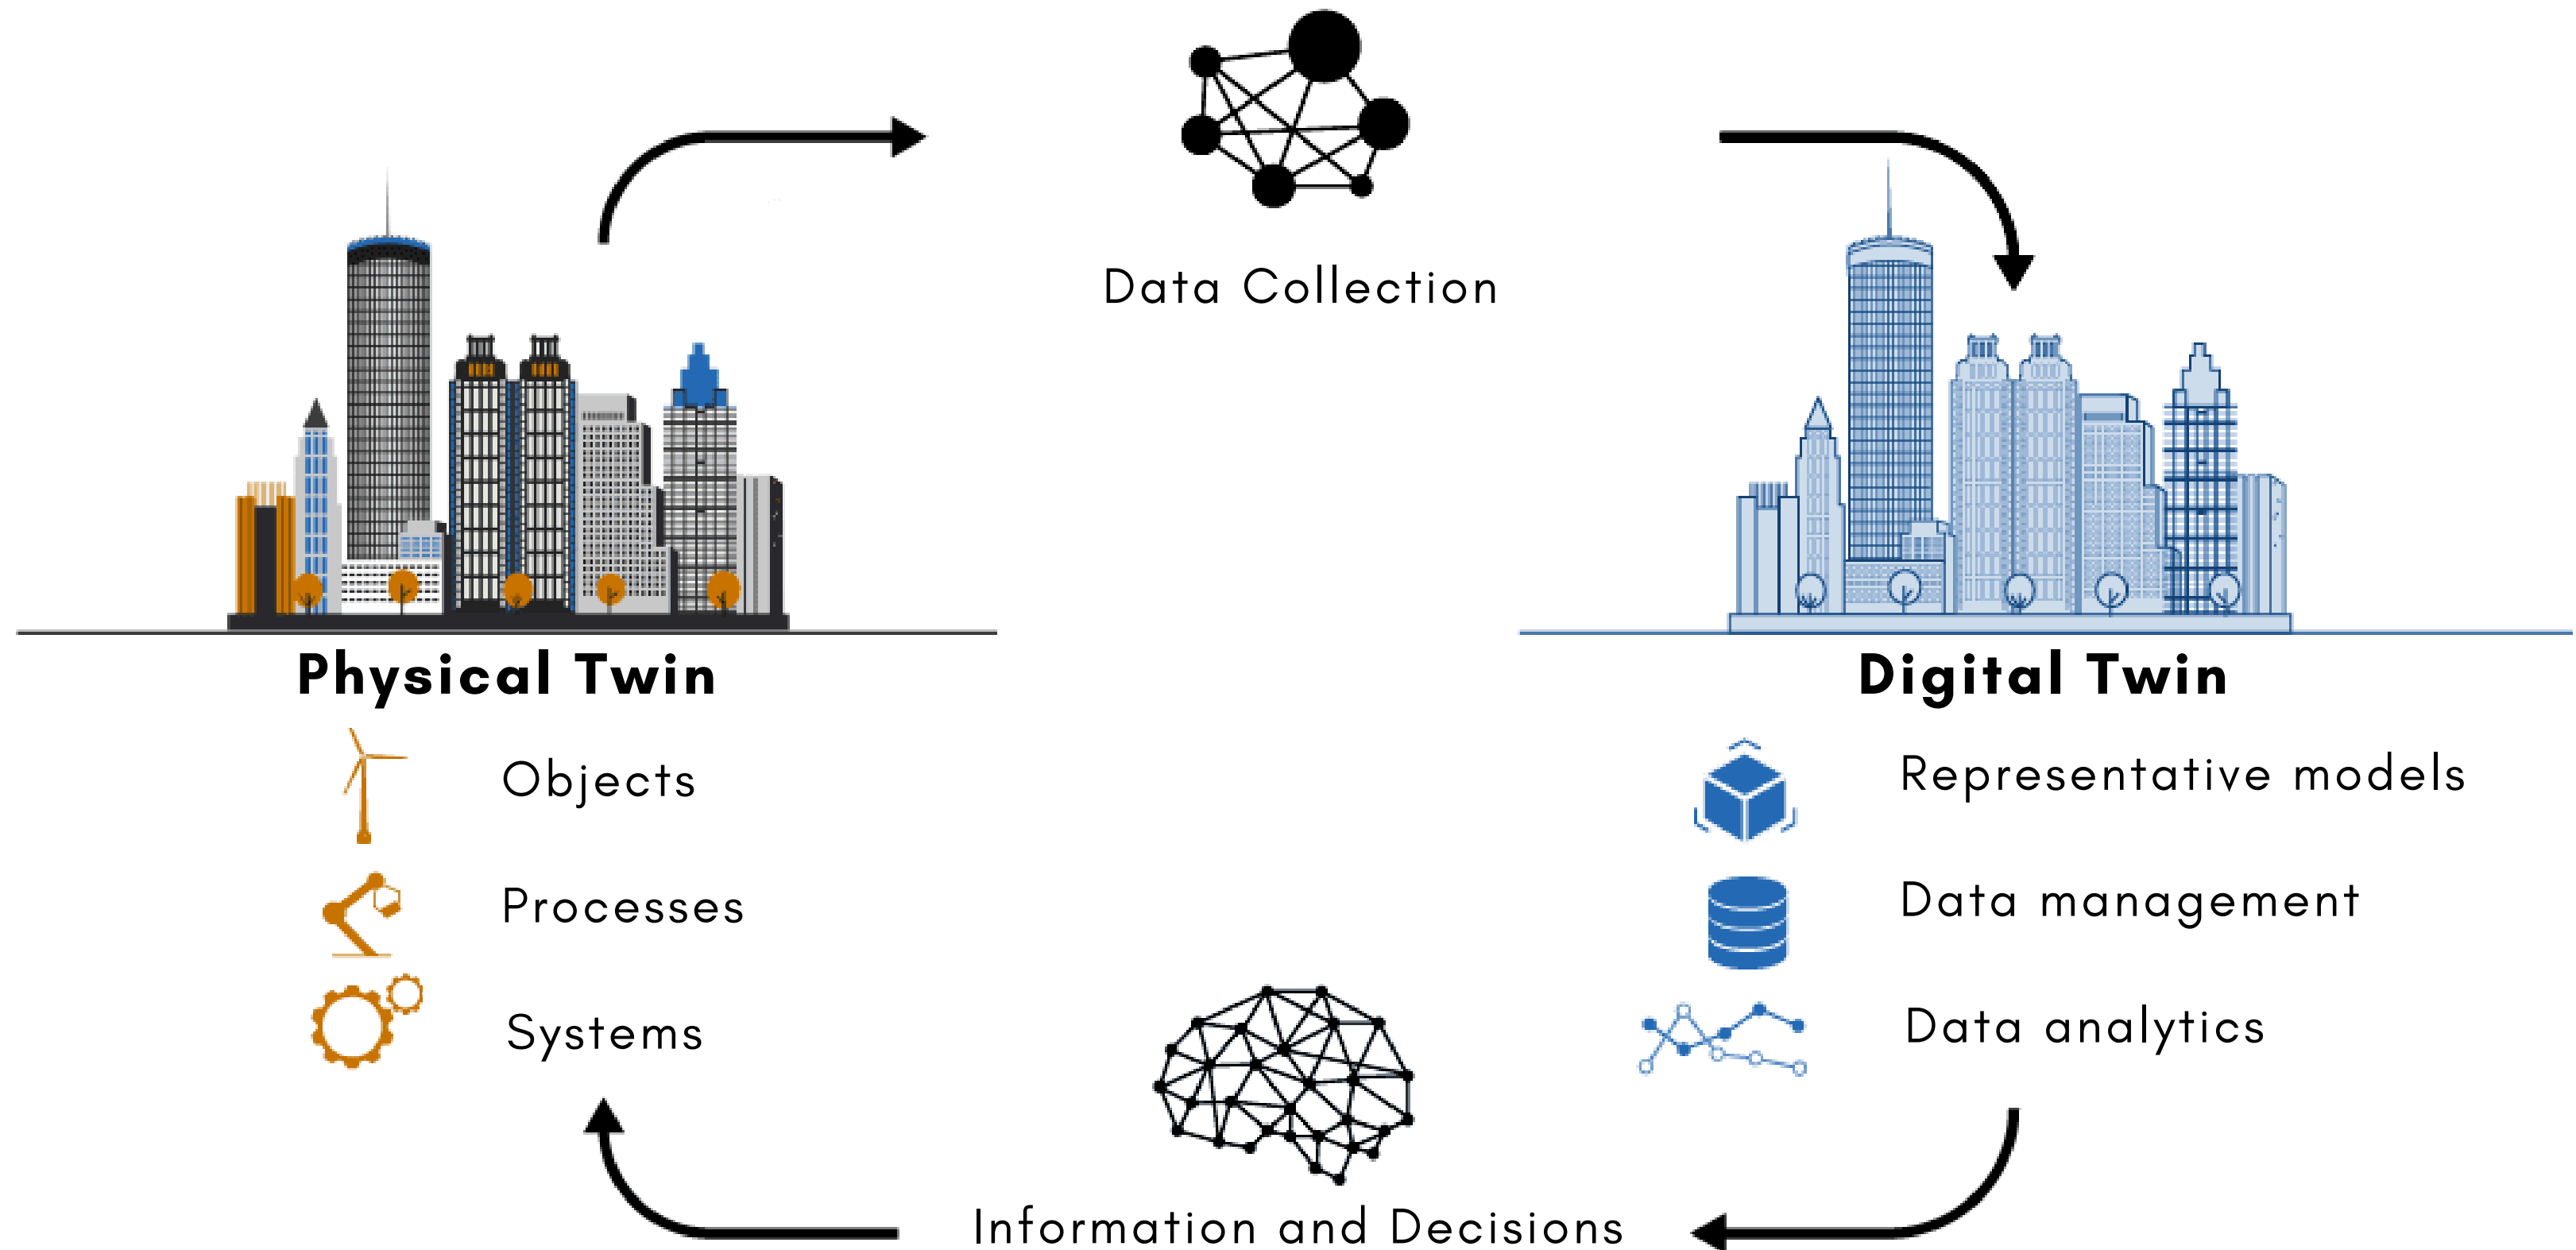 Data Collection
Physical Twin
Objects
Processes
Systems
Digital Twin
Representative models
Data management
Data analytics
Information and Decisions